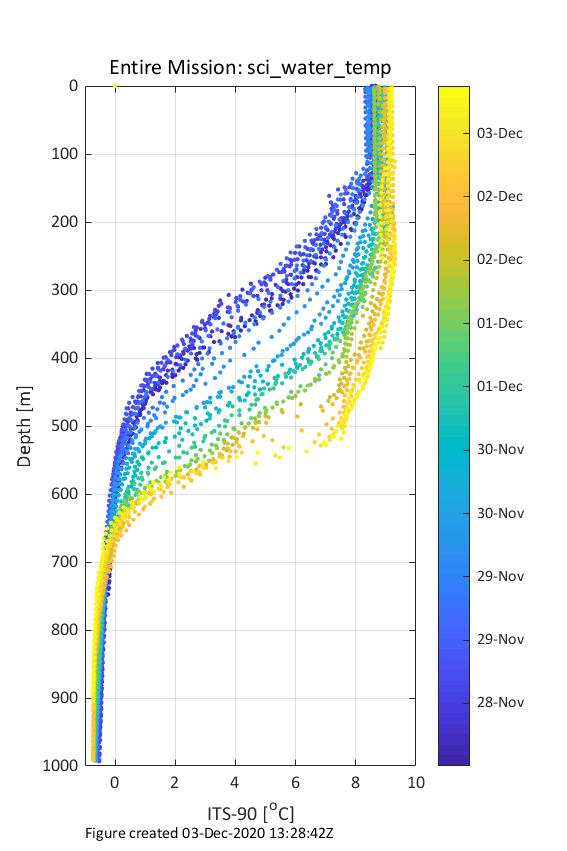 Entire Mission: sci_water_temp
0
100
200
300
400
500
600
700
800
900
1000
Depth [m]
0
2
4
6
8
10
ITS-90 [°C]
03-Dec
02-Dec
02-Dec
01-Dec
01-Dec
30-Nov
30-Nov
29-Nov
29-Nov
28-Nov
Figure created 03-Dec-2020 13:28:42Z